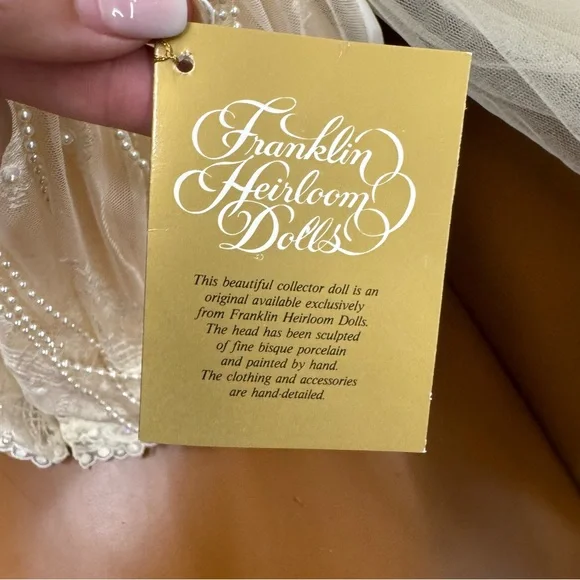 Franklin
Heirloom
Dolls
This beautiful collector doll is an
original available exclusively
from Franklin Heirloom Dolls.
The head has been sculpted
of fine bisque porcelain
and painted by hand.
The clothing and accessories
are hand-detailed.